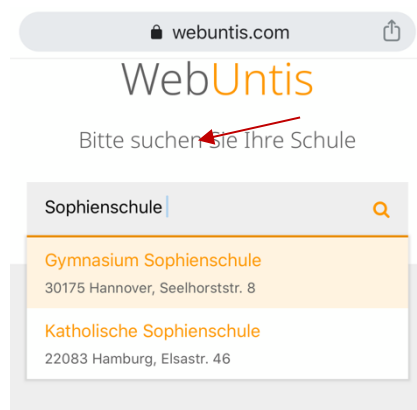 webuntis.com
WebUntis
Bitte suchen Sie Ihre Schule
Sophienschule
Gymnasium Sophienschule
30175 Hannover, Seelhorststr. 8
Katholische Sophienschule
22083 Hamburg, Elsastr. 46